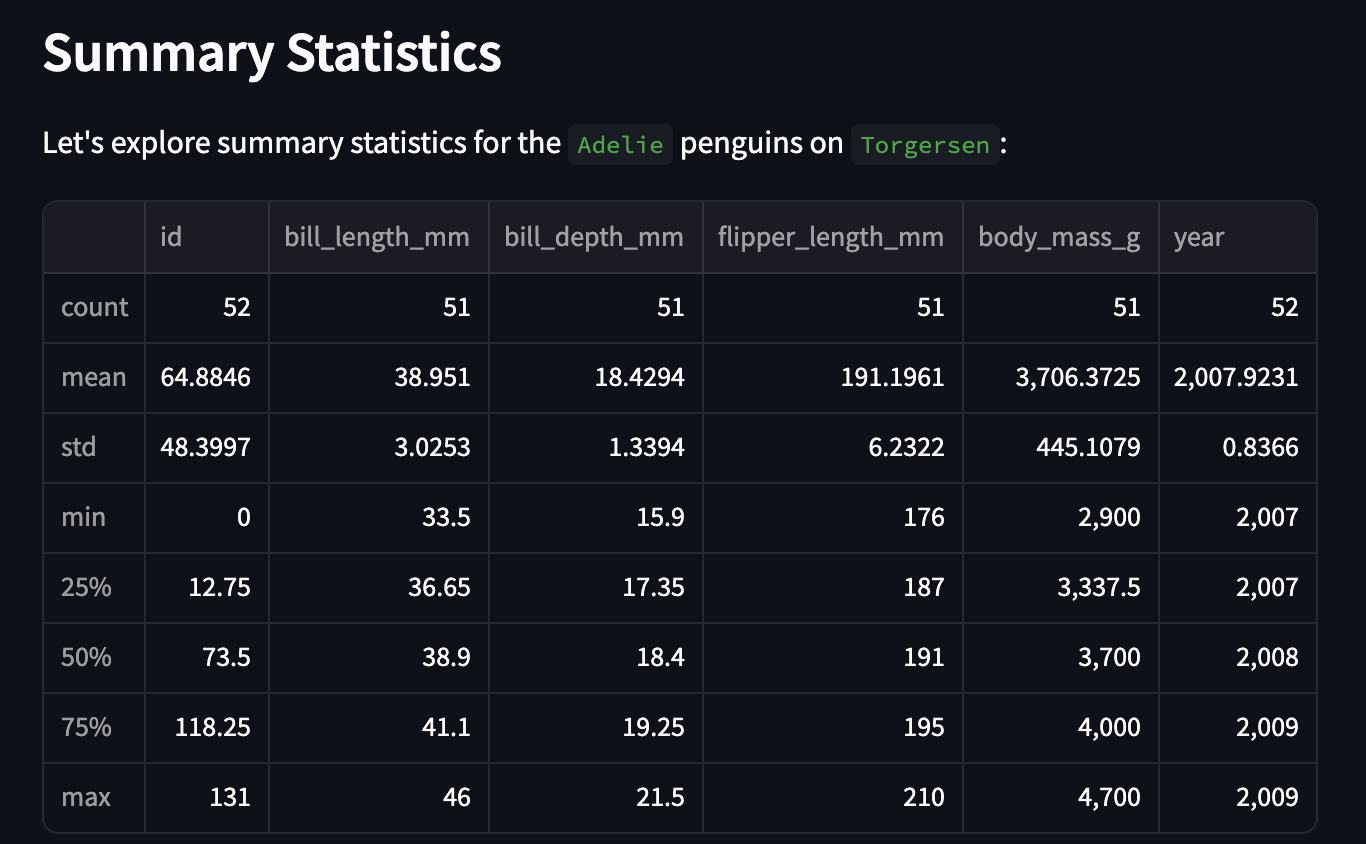 Summary Statistics
Let's explore summary statistics for the Adelie penguins on Torgersen:
id bill_length_mm bill_depth_mm flipper_length_mm body_mass_g year
count 52 51 51 51 51 52
mean 64.8846 38.951 18.4294 191.1961 3,706.3725 2,007.9231
std 48.3997 3.0253 1.3394 6.2322 445.1079 0.8366
min 0 33.5 15.9 176 2,900 2,007
25% 12.75 36.65 17.35 187 3,337.5 2,007
50% 73.5 38.9 18.4 191 3,700 2,008
75% 118.25 41.1 19.25 195 4,000 2,009
max 131 46 21.5 210 4,700 2,009